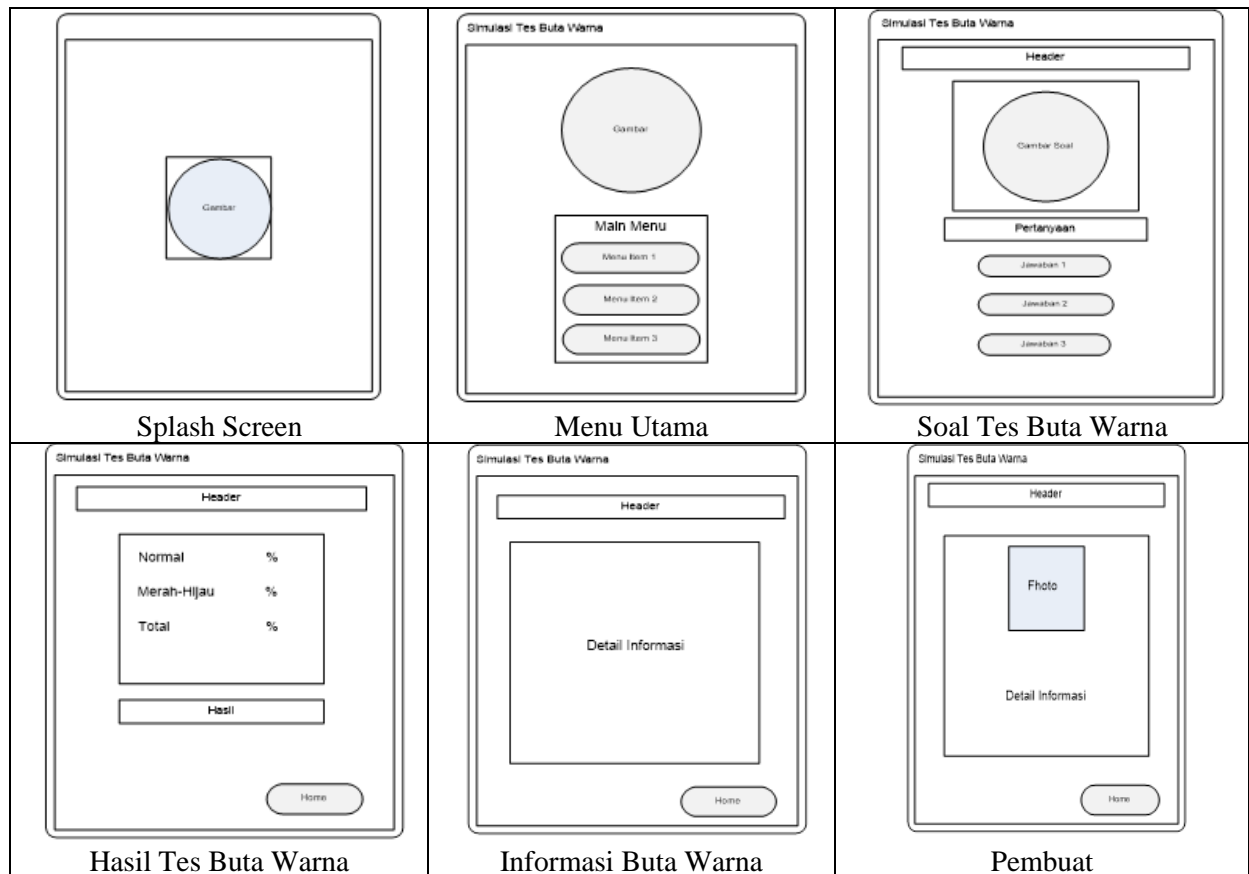 Gambar
Splash Screen
Simulasi Tes Buta Warna
Gambar
Main Menu
Menu Item 1
Menu Item 2
Menu Item 3
Menu Utama
Simulasi Tes Buta Warna
Header
Gambar Soal
Pertanyaan
Jawaban 1
Jawaban 2
Jawaban 3
Soal Tes Buta Warna
Simulasi Tes Buta Warna
Header
Normal %
Merah-Hijau %
Total %
Hasil
Home
Hasil Tes Buta Warna
Simulasi Tes Buta Warna
Header
Detail Informasi
Home
Informasi Buta Warna
Simulasi Tes Buta Warna
Header
Fhoto
Detail Informasi
Home
Pembuat